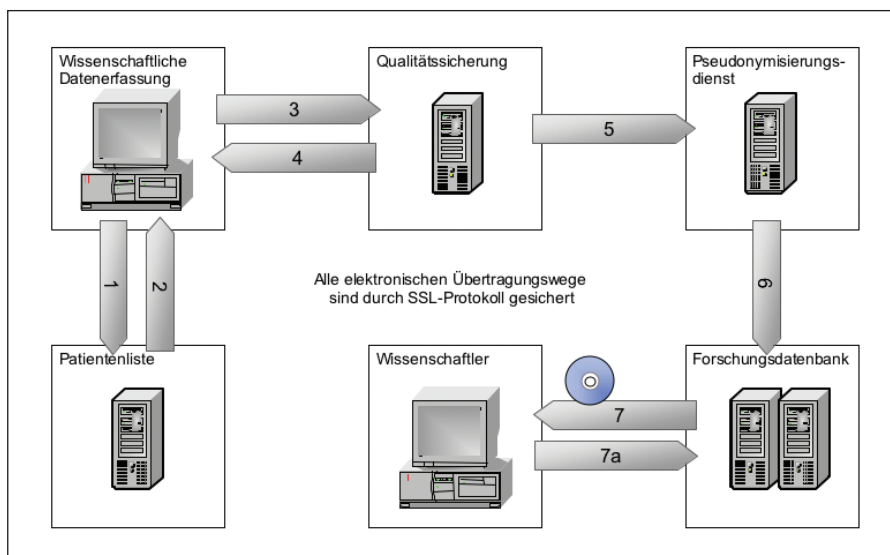 Wissenschaftliche
Datenerfassung
Qualitätssicherung
Pseudonymisierungs-
dienst
3
4
5
1
2
6
Alle elektronischen Übertragungswege
sind durch SSL-Protokoll gesichert
Patientenliste
Wissenschaftler
Forschungsdatenbank
7
7a